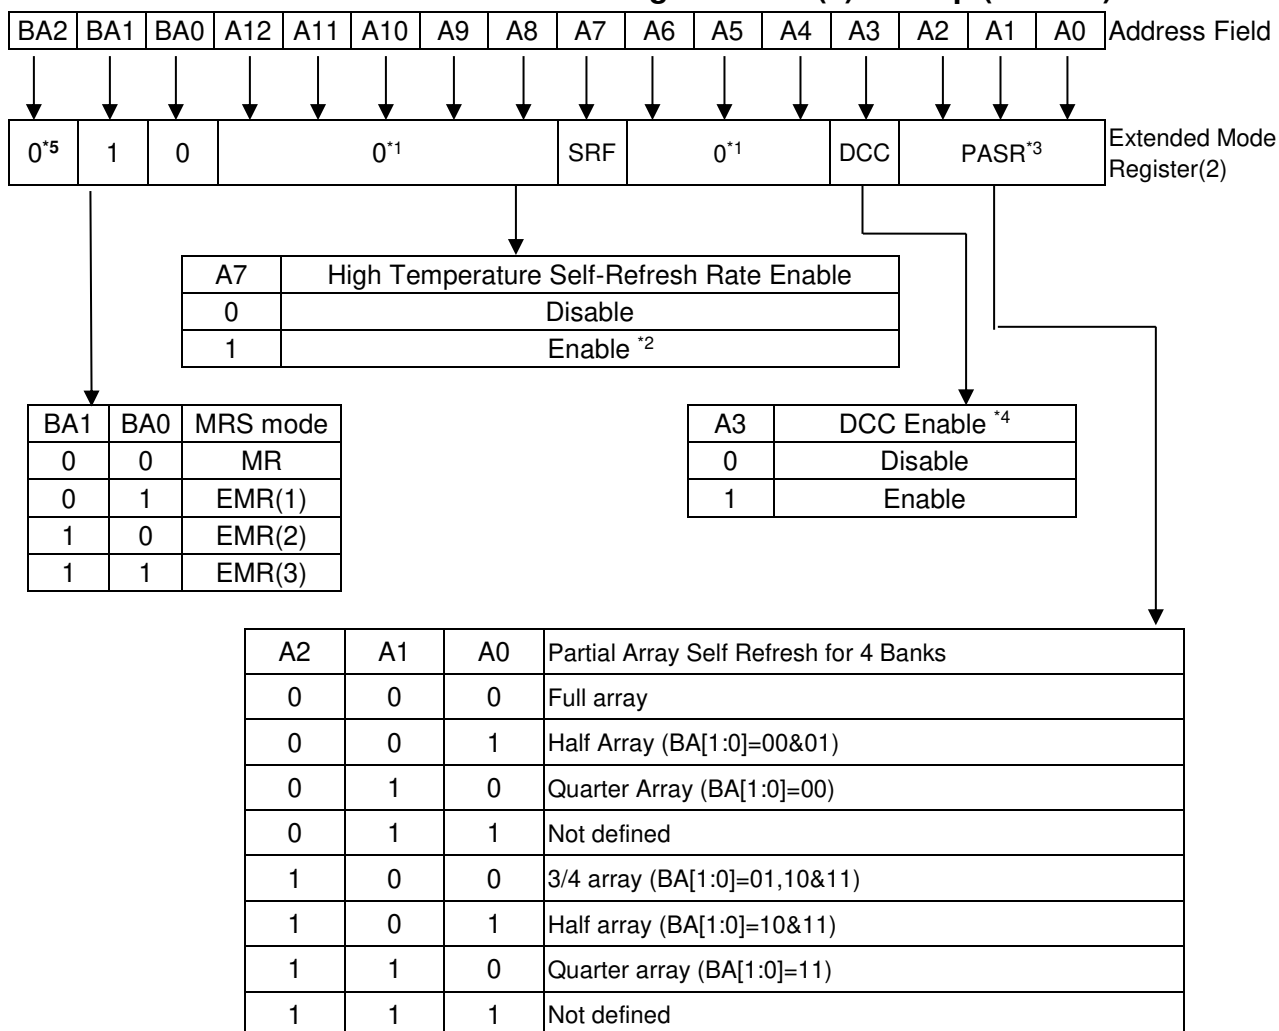 BA2 BA1 BA0 A12 A11 A10 A9 A8 A7 A6 A5 A4 A3 A2 A1 A0 Address Field
0*5 1 0 0*1 SRF 0*1 DCC PASR*3 Extended Mode
Register(2)
A7 High Temperature Self-Refresh Rate Enable
0 Disable
1 Enable *2
BA1 BA0 MRS mode
0 0 MR
0 1 EMR(1)
1 0 EMR(2)
1 1 EMR(3)
A3 DCC Enable *4
0 Disable
1 Enable
A2 A1 A0 Partial Array Self Refresh for 4 Banks
0 0 0 Full array
0 0 1 Half Array (BA[1:0]=00&01)
0 1 0 Quarter Array (BA[1:0]=00)
0 1 1 Not defined
1 0 0 3/4 array (BA[1:0]=01,10&11)
1 0 1 Half array (BA[1:0]=10&11)
1 1 0 Quarter array (BA[1:0]=11)
1 1 1 Not defined